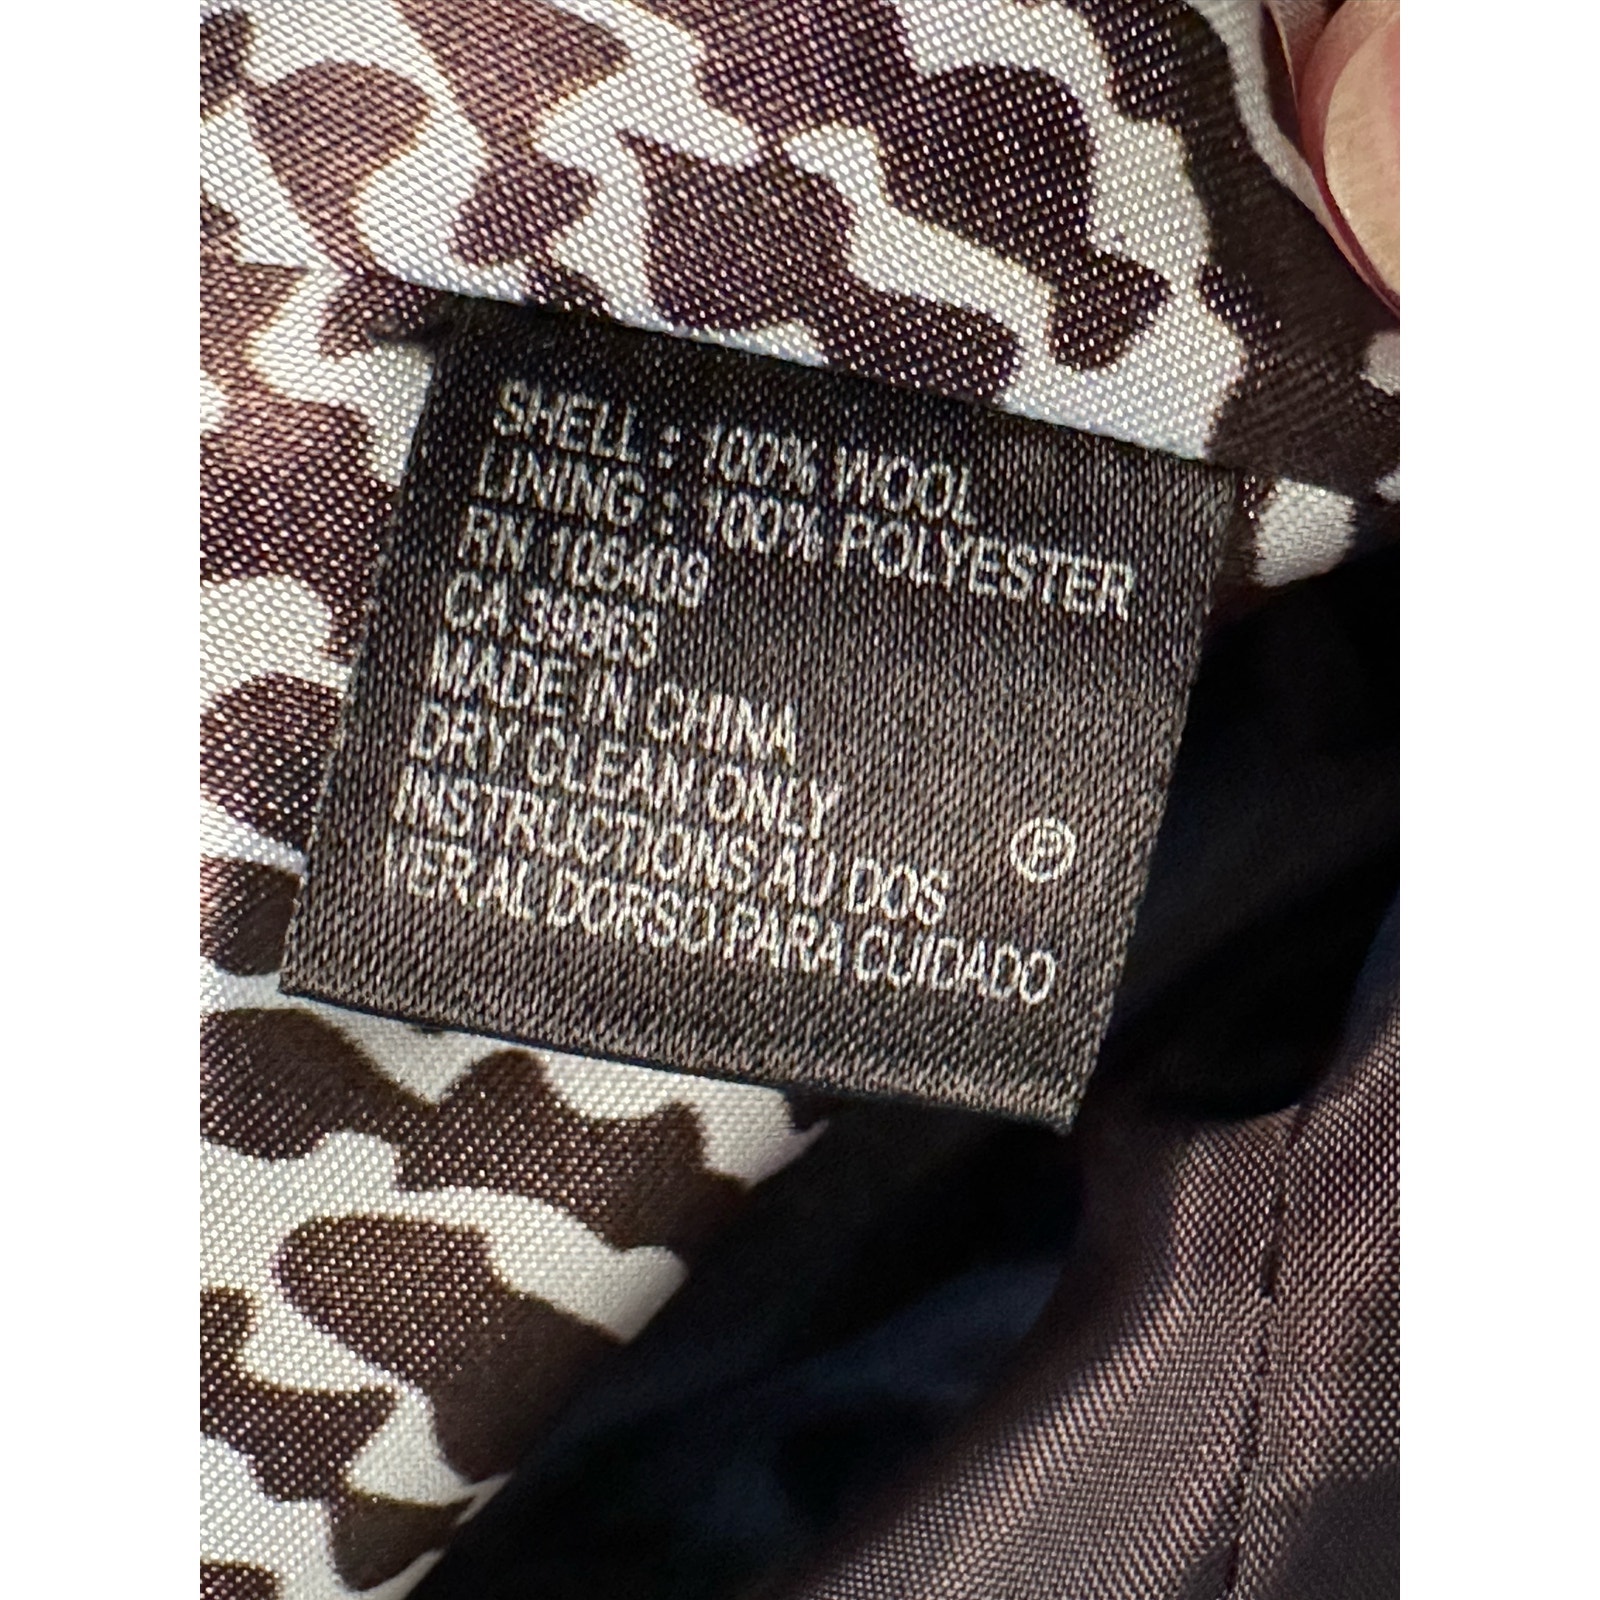 SHELL : 100% WOOL
LINING : 100% POLYESTER
RN 106409
CA 39863
MADE IN CHINA
DRY CLEAN ONLY
INSTRUCTIONS AU DOS
VER AL DORSO PARA CUIDADO
P